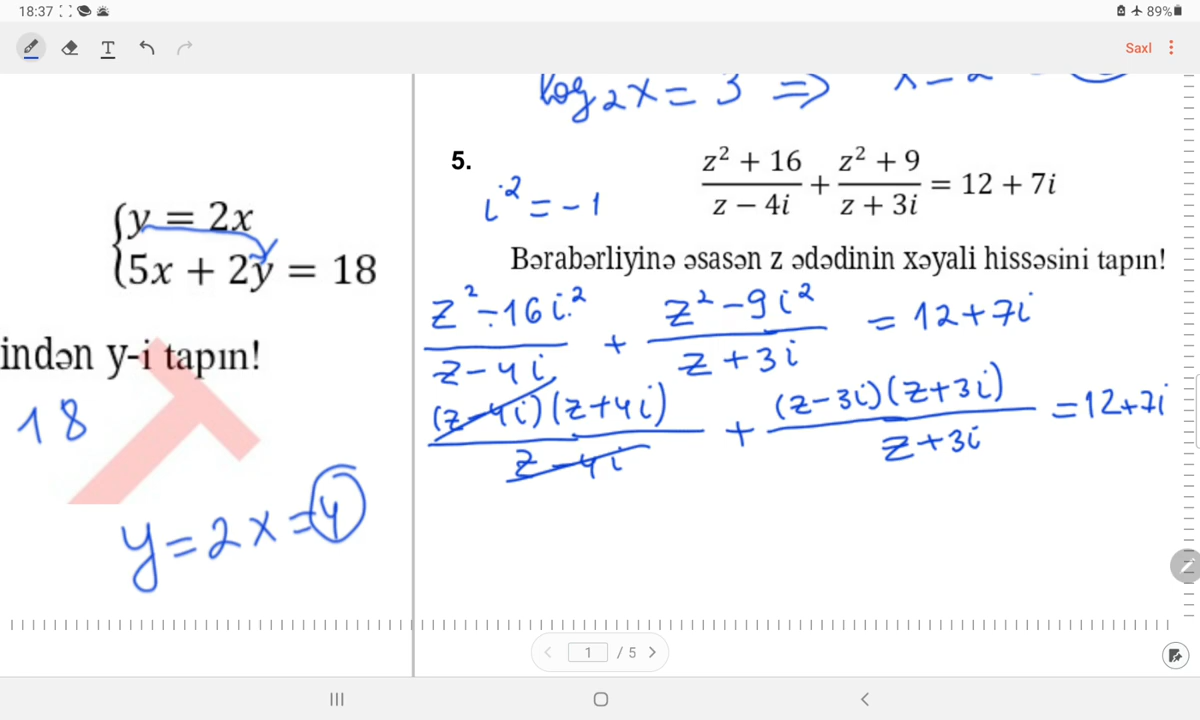 18:37
89%
T
Saxl
log₂x = 3 ⇒
5.
(z² + 16)/(z − 4i) + (z² + 9)/(z + 3i) = 12 + 7i
i² = -1
Bərabərliyinə əsasən z ədədinin xəyali hissəsini tapın!
(z² - 16i²)/(z - 4i) + (z² - 9i²)/(z + 3i) = 12 + 7i
((z - 4i)(z + 4i))/(z - 4i) + ((z - 3i)(z + 3i))/(z + 3i) = 12 + 7i
{y = 2x
{5x + 2y = 18
indən y-i tapın!
18
y = 2x = 4
1 / 5